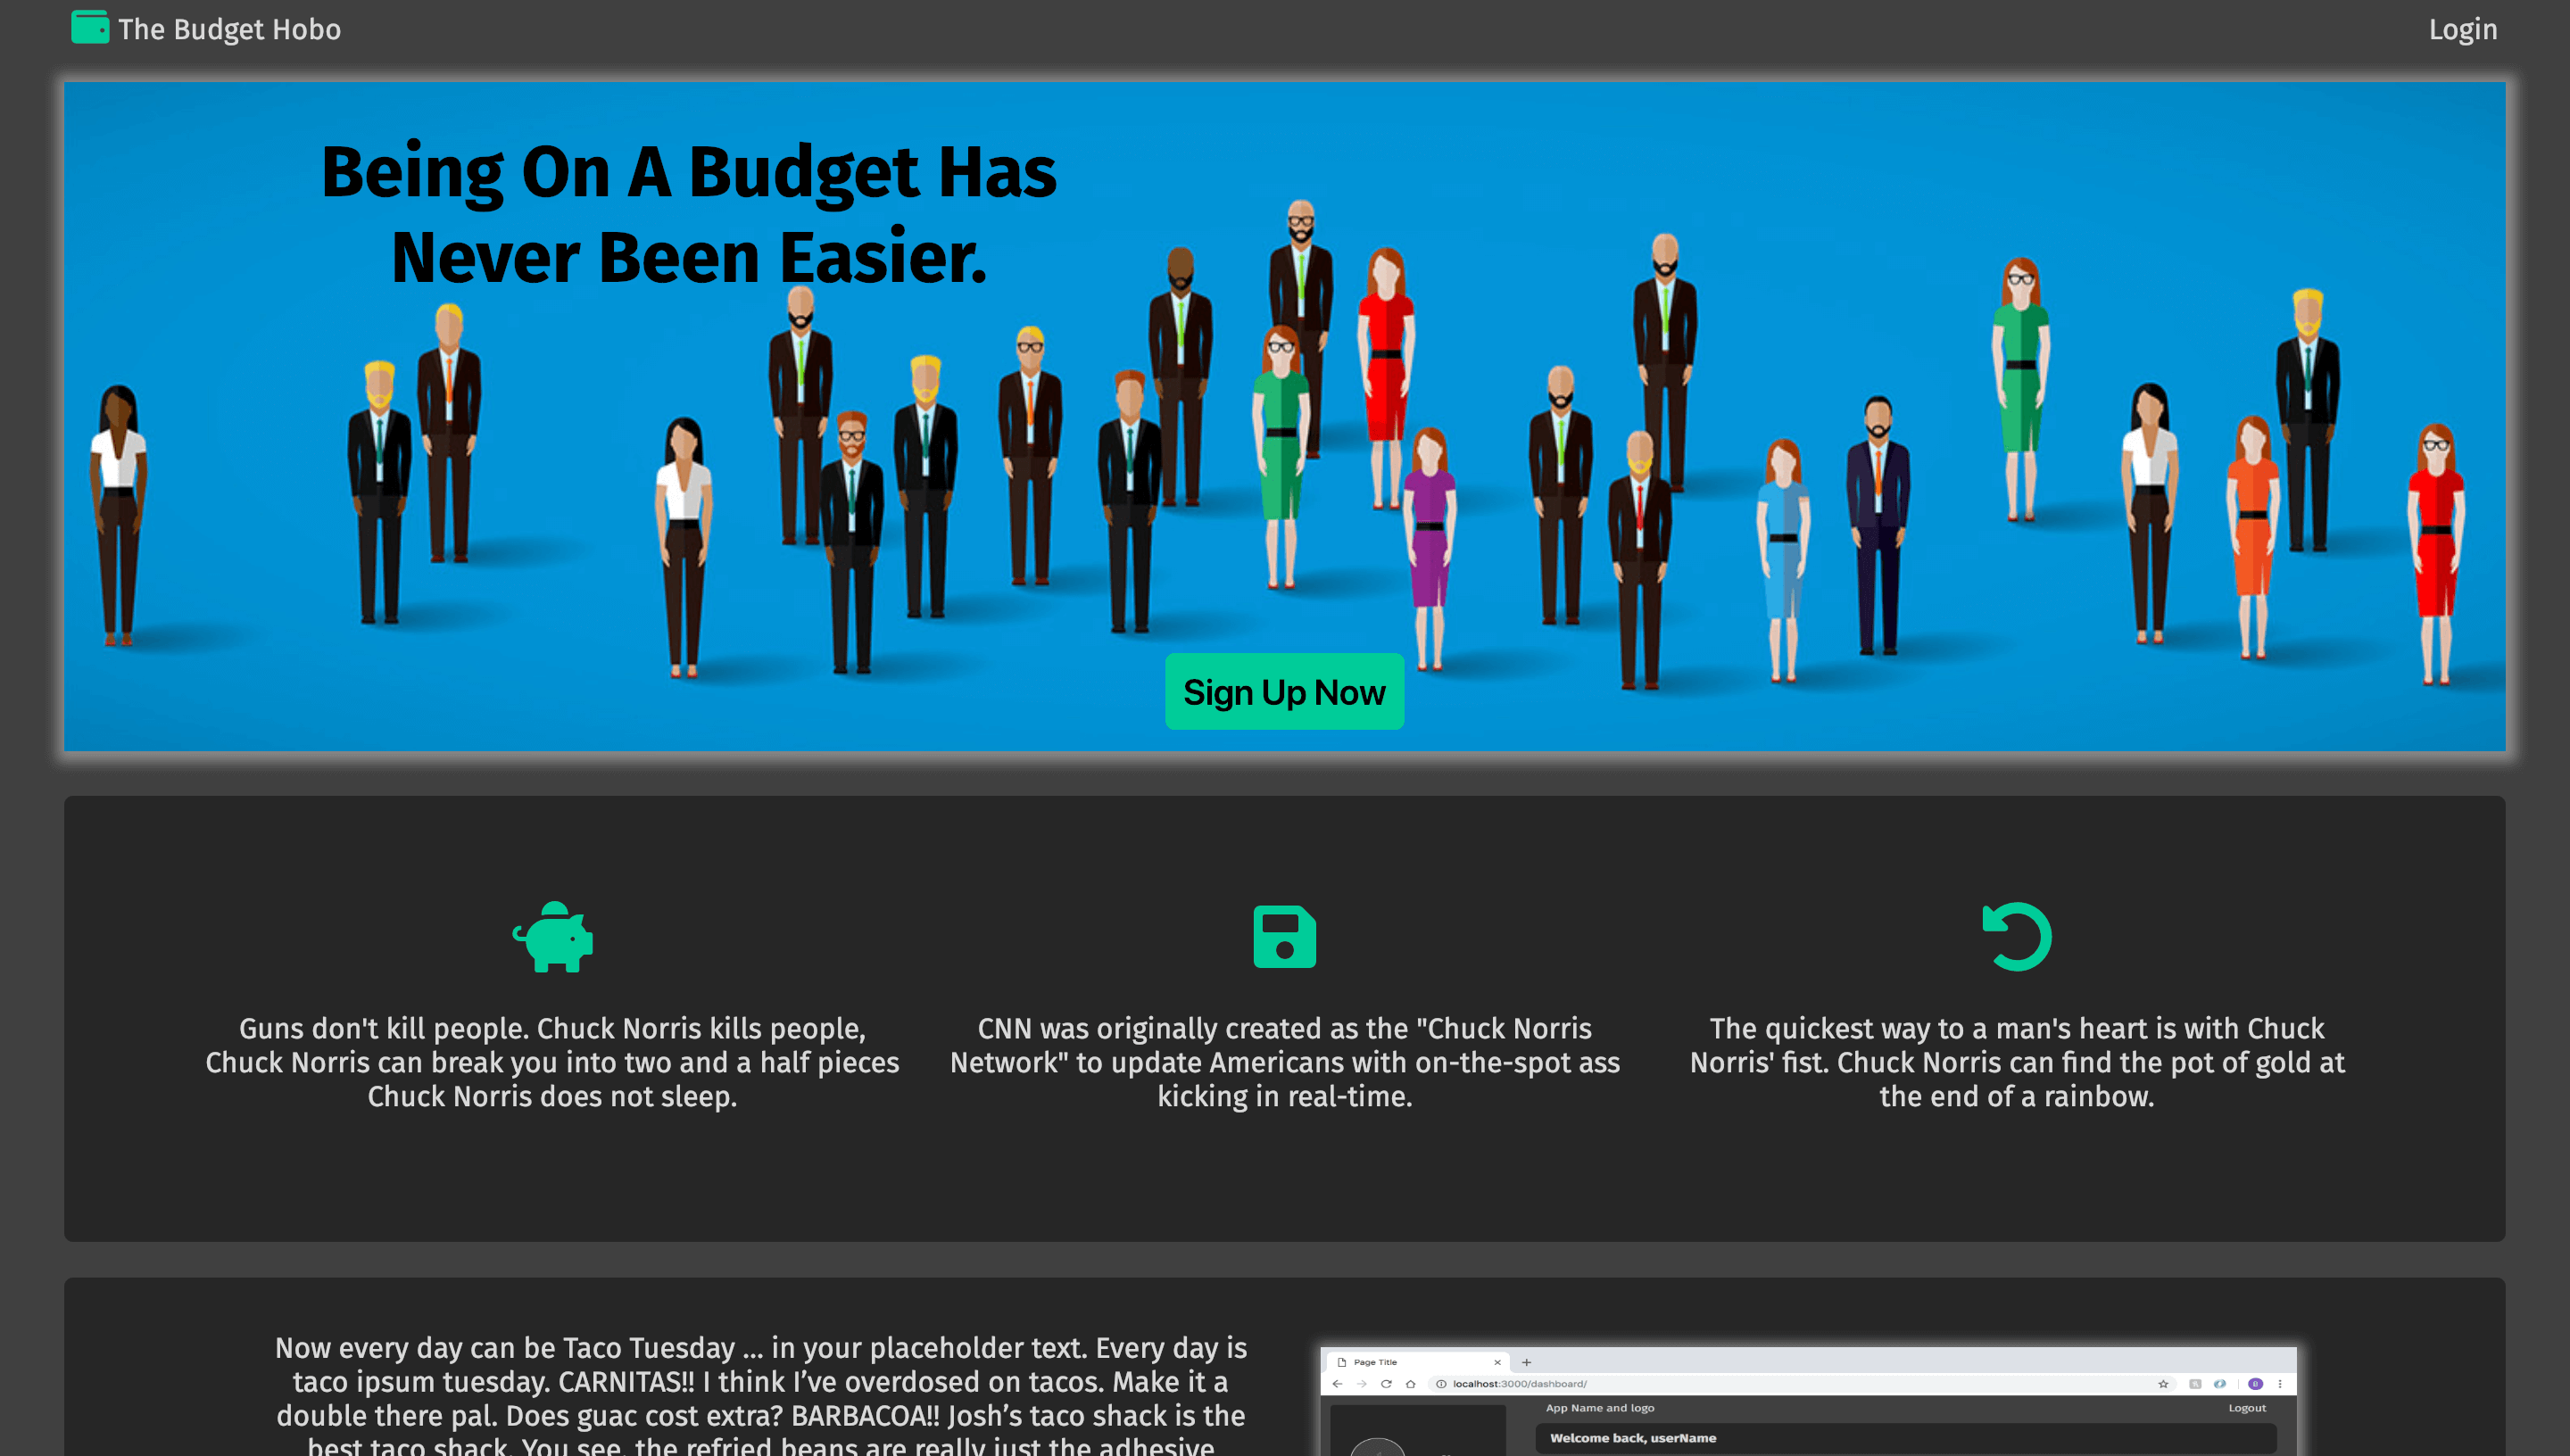 The Budget Hobo
Login
Being On A Budget Has
Never Been Easier.
Sign Up Now
Guns don't kill people. Chuck Norris kills people,
Chuck Norris can break you into two and a half pieces
Chuck Norris does not sleep.
CNN was originally created as the "Chuck Norris
Network" to update Americans with on-the-spot ass
kicking in real-time.
The quickest way to a man's heart is with Chuck
Norris' fist. Chuck Norris can find the pot of gold at
the end of a rainbow.
Now every day can be Taco Tuesday ... in your placeholder text. Every day is
taco ipsum tuesday. CARNITAS!! I think I’ve overdosed on tacos. Make it a
double there pal. Does guac cost extra? BARBACOA!! Josh’s taco shack is the
best taco shack. You see, the refried beans are really just the adhesive
Page Title
localhost:3000/dashboard/
App Name and logo
Logout
Welcome back, userName